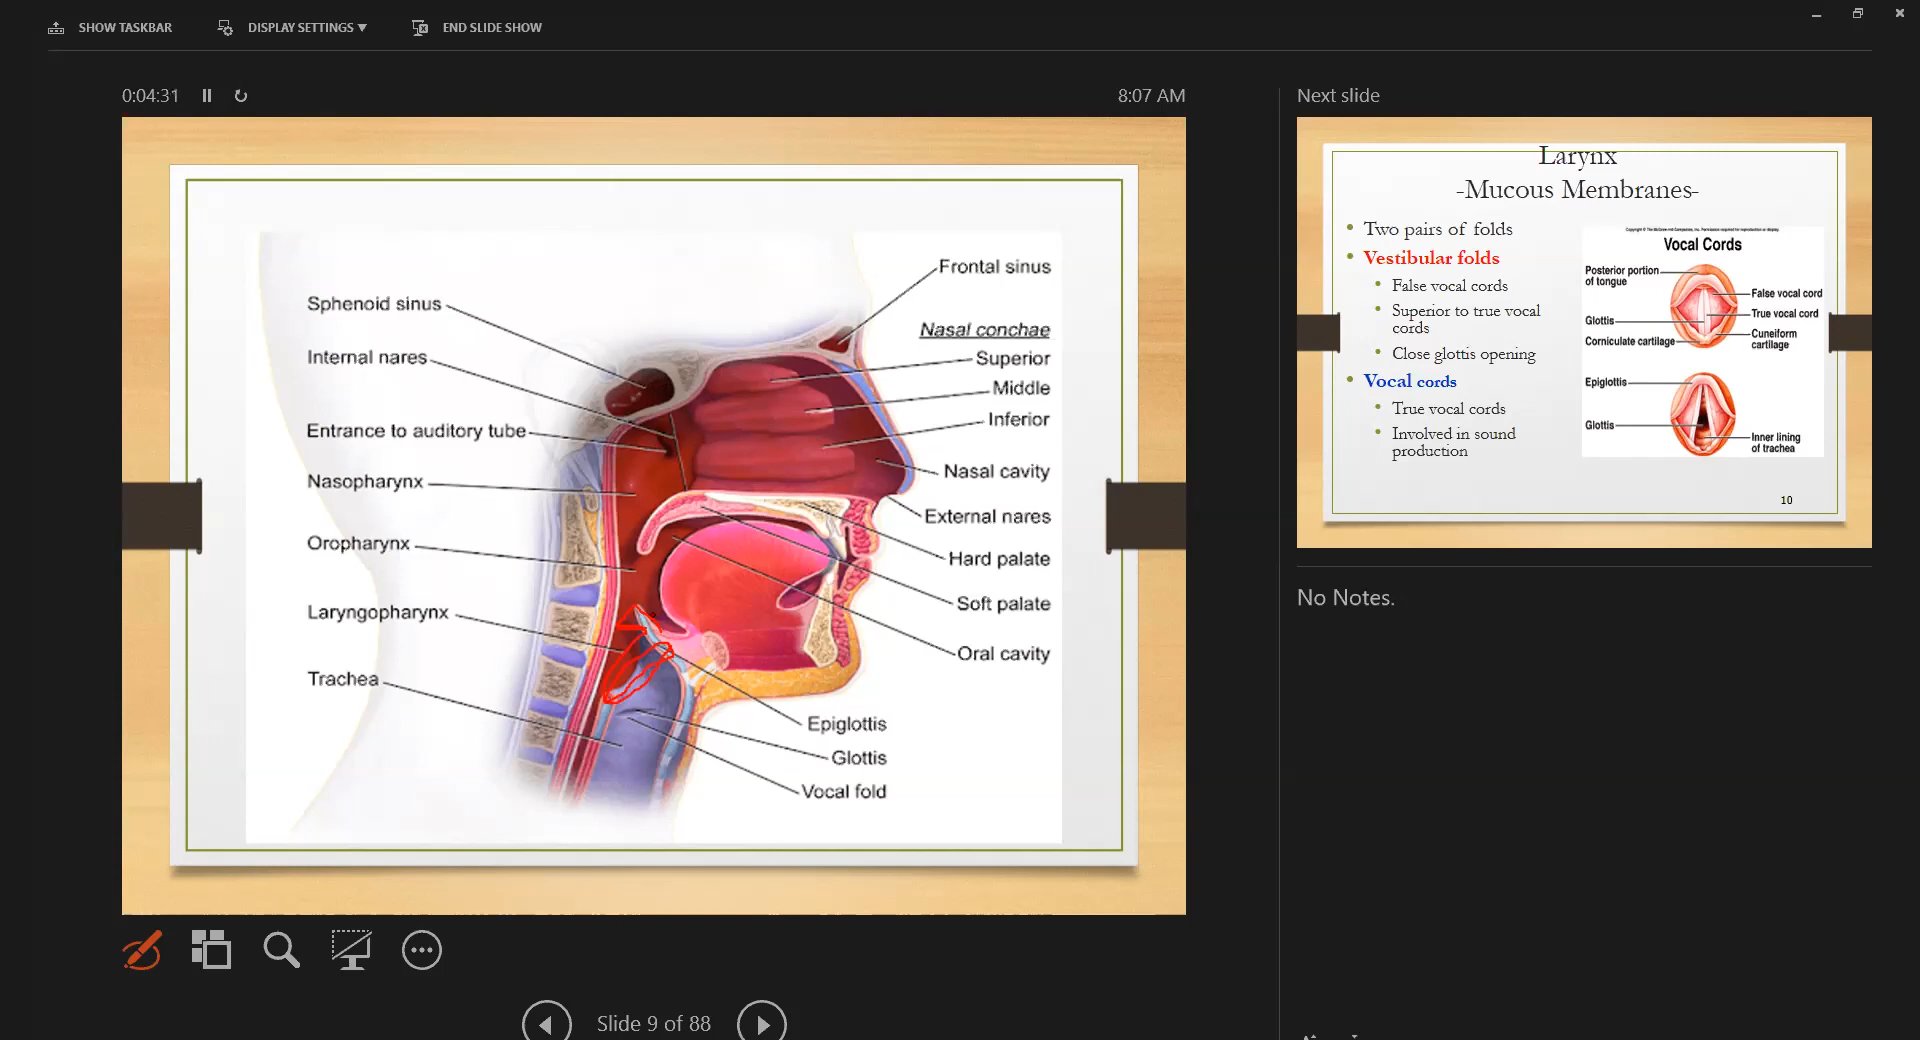 SHOW TASKBAR
DISPLAY SETTINGS ▼
END SLIDE SHOW
0:04:31
8:07 AM
Frontal sinus
Sphenoid sinus
Nasal conchae
Internal nares
Superior
Middle
Inferior
Entrance to auditory tube
Nasal cavity
Nasopharynx
External nares
Oropharynx
Hard palate
Soft palate
Laryngopharynx
Oral cavity
Trachea
Epiglottis
Glottis
Vocal fold
Slide 9 of 88
Next slide
Larynx
-Mucous Membranes-
• Two pairs of folds
• Vestibular folds
• False vocal cords
• Superior to true vocal
cords
• Close glottis opening
• Vocal cords
• True vocal cords
• Involved in sound
production
Vocal Cords
Posterior portion
of tongue
False vocal cord
True vocal cord
Glottis
Cuneiform
cartilage
Corniculate cartilage
Epiglottis
Glottis
Inner lining
of trachea
10
No Notes.